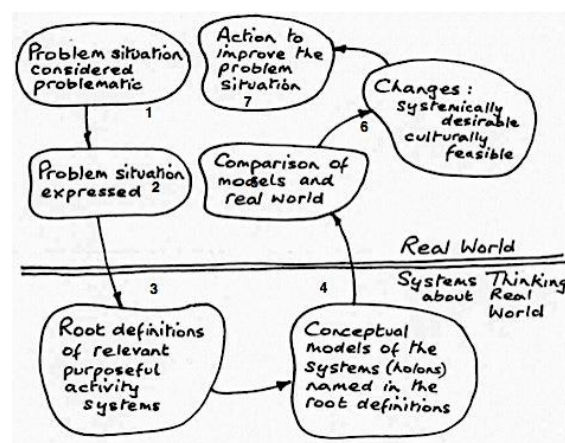 Problem situation
considered
problematic
1
Problem situation
expressed 2
3
Root definitions
of relevant
purposeful
activity
systems
4
Conceptual
models of the
systems (holons)
named in the
root definitions
Comparison of
models and
real world
6
Changes:
systemically
desirable
culturally
feasible
Action to
improve the
problem
situation
7
Real World
Systems Thinking
about Real
World